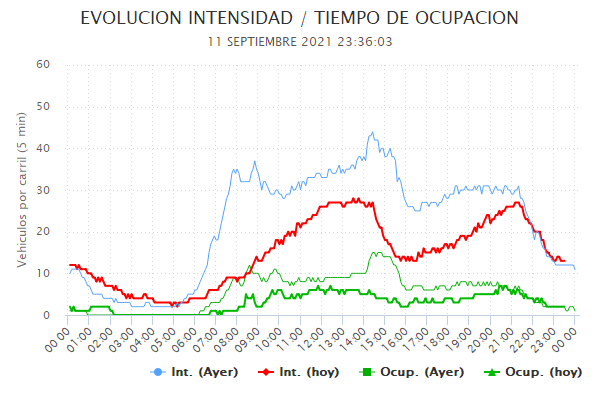 EVOLUCION INTENSIDAD / TIEMPO DE OCUPACION
11 SEPTIEMBRE 2021 23:36:03
Vehiculos por carril (5 min)
60
50
40
30
20
10
0
00:00 01:00 02:00 03:00 04:00 05:00 06:00 07:00 08:00 09:00 10:00 11:00 12:00 13:00 14:00 15:00 16:00 17:00 18:00 19:00 20:00 21:00 22:00 23:00 00:00
Int. (Ayer) Int. (hoy) Ocup. (Ayer) Ocup. (hoy)